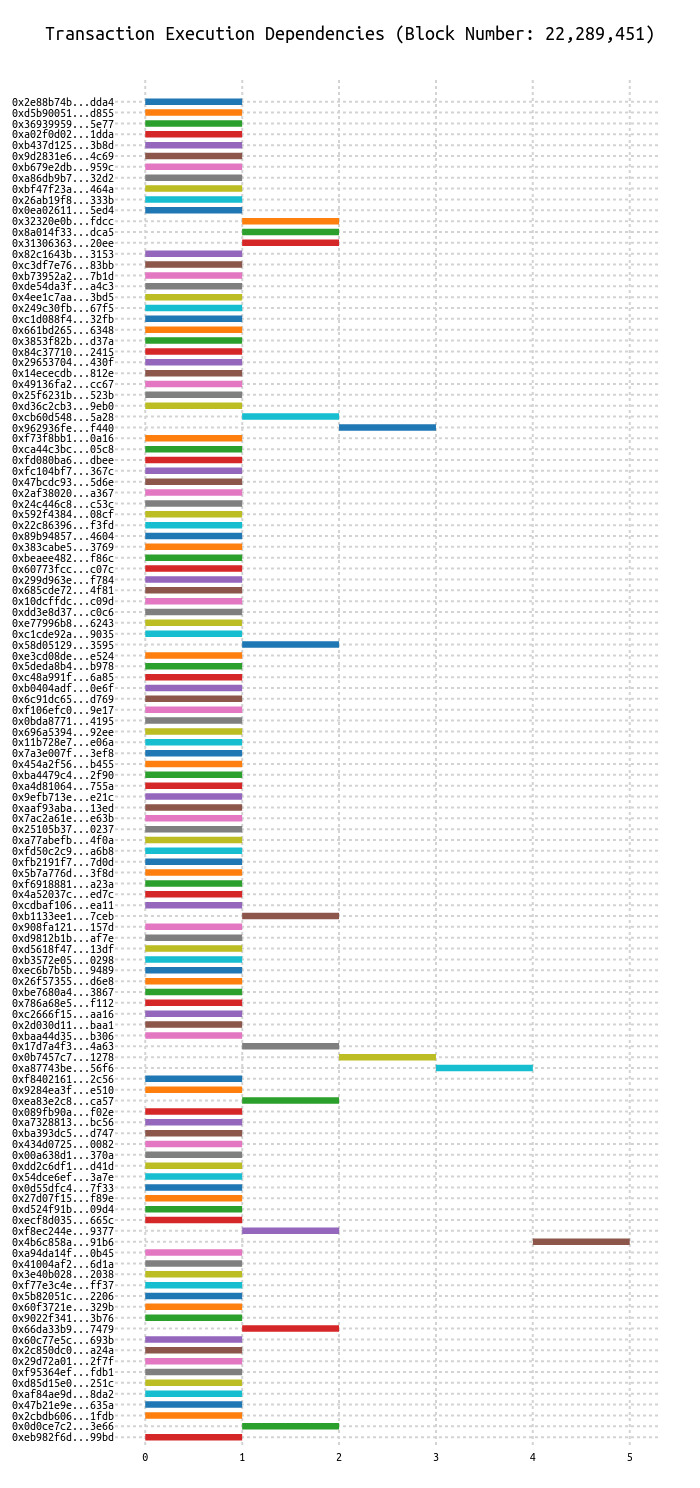 Transaction Execution Dependencies (Block Number: 22,289,451)
0x2e88b74b...dda4
0xd5b90051...d855
0x36939959...5e77
0xa02f0d02...1dda
0xb437d125...3b8d
0x9d2831e6...4c69
0xb679e2db...959c
0xa86db9b7...32d2
0xbf47f23a...464a
0x26ab19f8...333b
0x0ea02611...5ed4
0x32320e0b...fdcc
0x8a014f33...dca5
0x31306363...20ee
0x82c1643b...3153
0xc3df7e76...83bb
0xb73952a2...7b1d
0xde54da3f...a4c3
0x4ee1c7aa...3bd5
0x249c30fb...67f5
0xc1d088f4...32fb
0x661bd265...6348
0x3853f82b...d37a
0x84c37710...2415
0x29653704...430f
0x14ececdb...812e
0x49136fa2...cc67
0x25f6231b...523b
0xd36c2cb3...9eb0
0xcb60d548...5a28
0x962936fe...f440
0xf73f8bb1...0a16
0xca44c3bc...05c8
0xfd080ba6...dbee
0xfc104bf7...367c
0x47bcdc93...5d6e
0x2af38020...a367
0x24c446c8...c53c
0x592f4384...08cf
0x22c86396...f3fd
0x89b94857...4604
0x383cabe5...3769
0xbeaee482...f86c
0x60773fcc...c07c
0x299d963e...f784
0x685cde72...4f81
0x10dcffdc...c09d
0xdd3e8d37...c0c6
0xe77996b8...6243
0xc1cde92a...9035
0x58d05129...3595
0xe3cd08de...e524
0x5deda8b4...b978
0xc48a991f...6a85
0xb0404adf...0e6f
0x6c91dc65...d769
0xf106efc0...9e17
0x0bda8771...4195
0x696a5394...92ee
0x11b728e7...e06a
0x7a3e007f...3ef8
0x454a2f56...b455
0xba4479c4...2f90
0xa4d81064...755a
0x9efb713e...e21c
0xaaf93aba...13ed
0x7ac2a61e...e63b
0x25105b37...0237
0xa77abefb...4f0a
0xfd50c2c9...a6b8
0xfb2191f7...7d0d
0x5b7a776d...3f8d
0xf6918881...a23a
0x4a52037c...ed7c
0xcdbaf106...ea11
0xb1133ee1...7ceb
0x908fa121...157d
0xd9812b1b...af7e
0xd5618f47...13df
0xb3572e05...0298
0xec6b7b5b...9489
0x26f57355...d6e8
0xbe7680a4...3867
0x786a68e5...f112
0xc2666f15...aa16
0x2d030d11...baa1
0xbaa44d35...b306
0x17d7a4f3...4a63
0x0b7457c7...1278
0xa87743be...56f6
0xf8402161...2c56
0x9284ea3f...e510
0xea83e2c8...ca57
0x089fb90a...f02e
0xa7328813...bc56
0xba393dc5...d747
0x434d0725...0082
0x00a638d1...370a
0xdd2c6df1...d41d
0x54dce6ef...3a7e
0x0d55dfc4...7f33
0x27d07f15...f89e
0xd524f91b...09d4
0xecf8d035...665c
0xf8ec244e...9377
0x4b6c858a...91b6
0xa94da14f...0b45
0x41004af2...6d1a
0x3e40b028...2038
0xf77e3c4e...ff37
0x5b82051c...2206
0x60f3721e...329b
0x9022f341...3b76
0x66da33b9...7479
0x60c77e5c...693b
0x2c850dc0...a24a
0x29d72a01...2f7f
0xf95364ef...fdb1
0xd85d15e0...251c
0xaf84ae9d...8da2
0x47b21e9e...635a
0x2cbdb606...1fdb
0x0d0ce7c2...3e66
0xeb982f6d...99bd
0 1 2 3 4 5